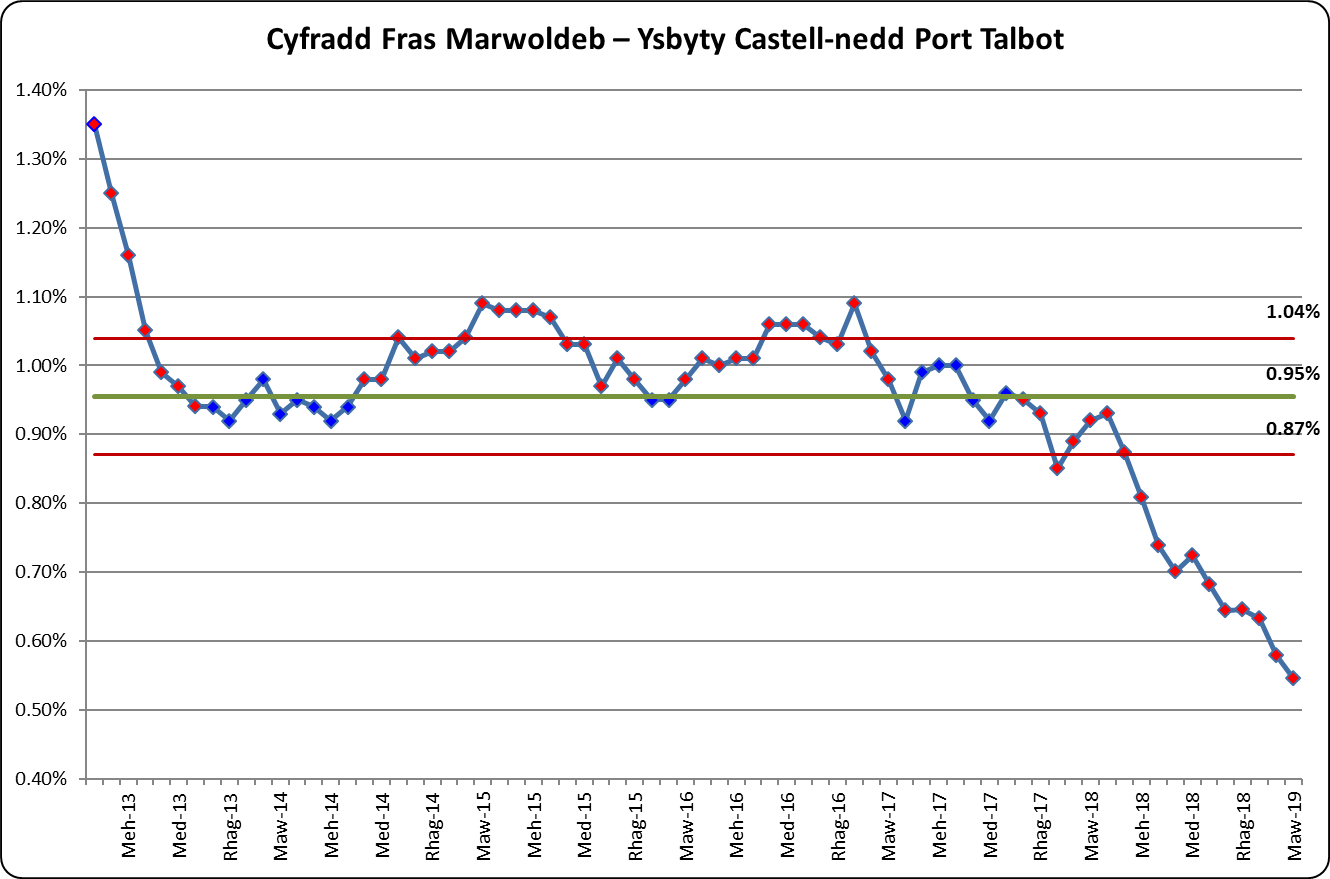 Cyfradd Fras Marwoldeb – Ysbyty Castell-nedd Port Talbot
1.40%
1.30%
1.20%
1.10%
1.00%
0.90%
0.80%
0.70%
0.60%
0.50%
0.40%
1.04%
0.95%
0.87%
Meh-13
Med-13
Rhag-13
Maw-14
Meh-14
Med-14
Rhag-14
Maw-15
Meh-15
Med-15
Rhag-15
Maw-16
Meh-16
Med-16
Rhag-16
Maw-17
Meh-17
Med-17
Rhag-17
Maw-18
Meh-18
Med-18
Rhag-18
Maw-19